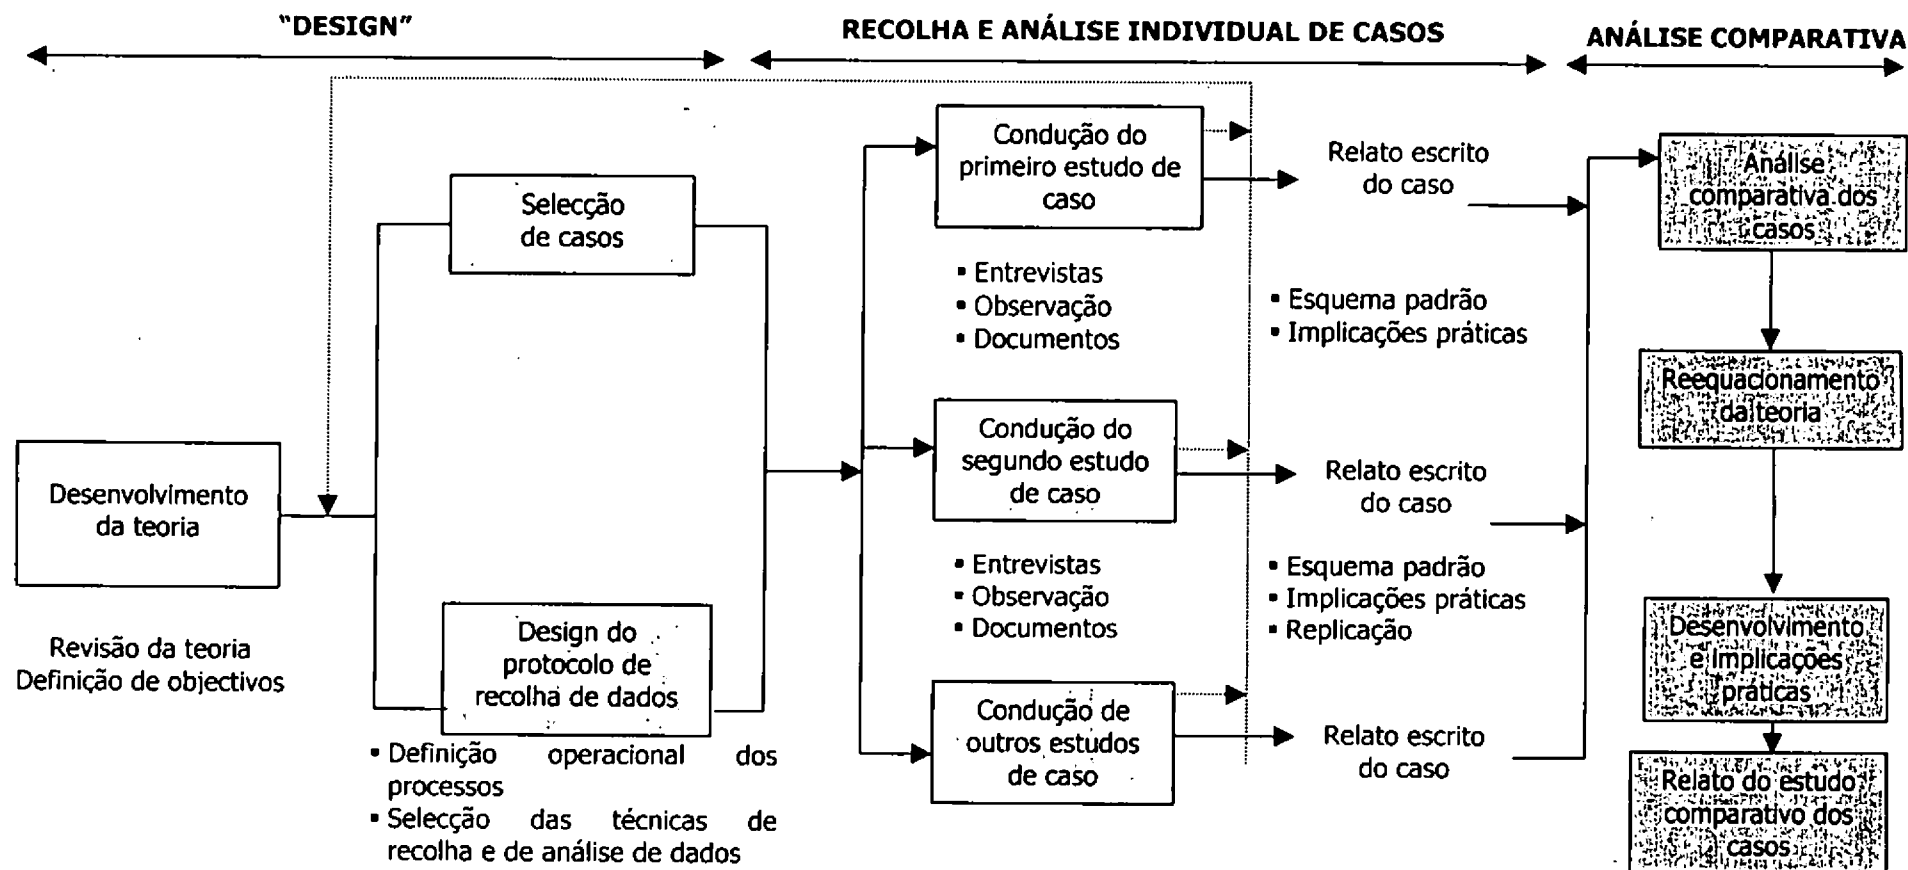 "DESIGN"
RECOLHA E ANÁLISE INDIVIDUAL DE CASOS
ANÁLISE COMPARATIVA
Desenvolvimento
da teoria
Revisão da teoria
Definição de objectivos
Selecção
de casos
Design do
protocolo de
recolha de dados
▪ Definição operacional dos
processos
▪ Selecção das técnicas de
recolha e de análise de dados
Condução do
primeiro estudo de
caso
▪ Entrevistas
▪ Observação
▪ Documentos
Condução do
segundo estudo
de caso
▪ Entrevistas
▪ Observação
▪ Documentos
Condução de
outros estudos
de caso
Relato escrito
do caso
▪ Esquema padrão
▪ Implicações práticas
Relato escrito
do caso
▪ Esquema padrão
▪ Implicações práticas
▪ Replicação
Relato escrito
do caso
Análise
comparativa dos
casos
Reequacionamento
da teoria
Desenvolvimento
e implicações
práticas
Relato do estudo
comparativo dos
casos